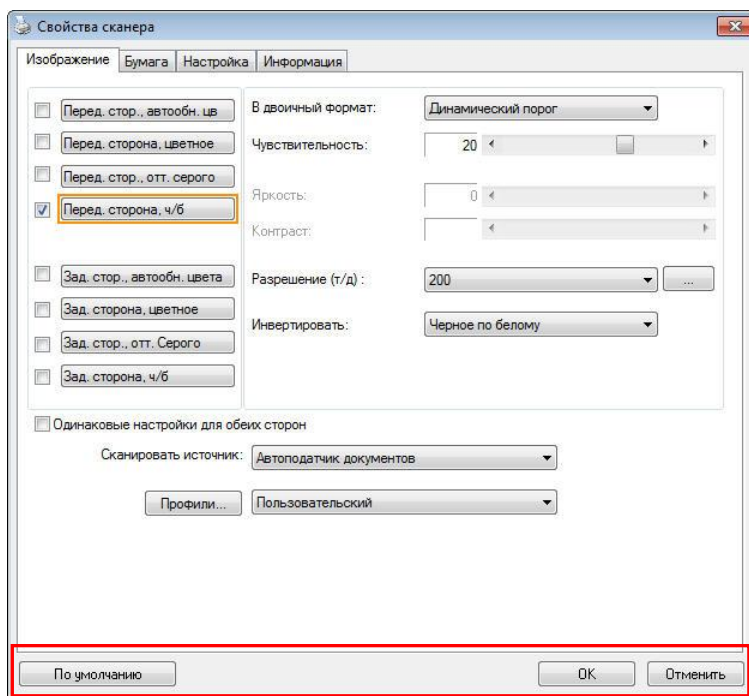 Свойства сканера
Изображение Бумага Настройка Информация
Перед. стор., автообн. цв
Перед. сторона, цветное
Перед. стор., отт. серого
Перед. сторона, ч/б
Зад. стор., автообн. цвета
Зад. сторона, цветное
Зад. стор., отт. Серого
Зад. сторона, ч/б
В двоичный формат: Динамический порог
Чувствительность: 20
Яркость: 0
Контраст:
Разрешение (т/д) : 200 ...
Инвертировать: Черное по белому
Одинаковые настройки для обеих сторон
Сканировать источник: Автоподатчик документов
Профили... Пользовательский
По умолчанию OK Отменить